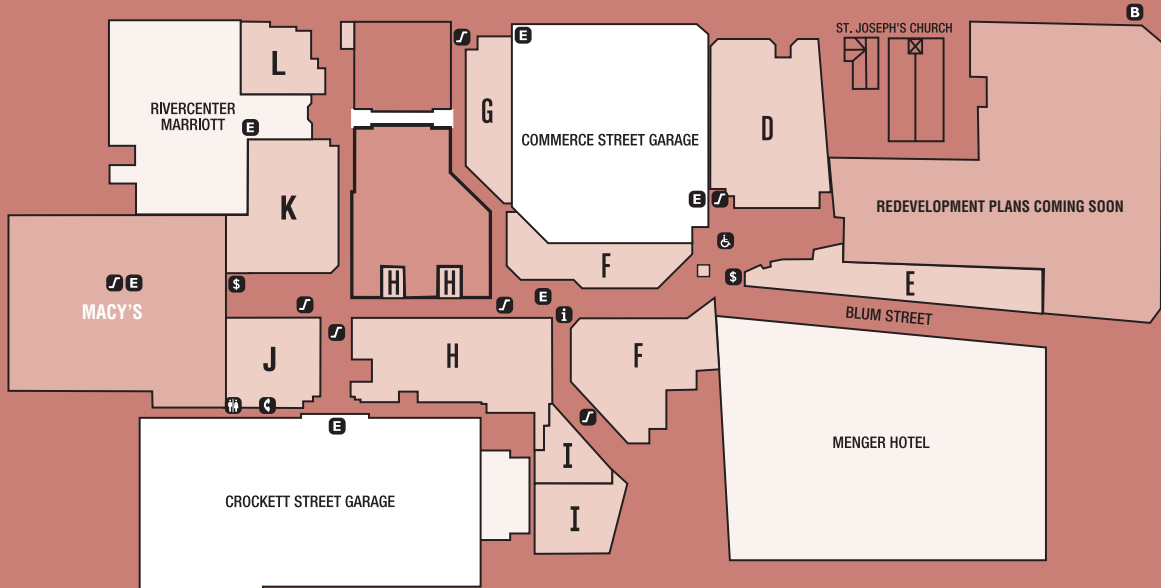 B
ST. JOSEPH'S CHURCH
E
L
RIVERCENTER
MARRIOTT
E
G
COMMERCE STREET GARAGE
D
E
K
REDEVELOPMENT PLANS COMING SOON
F
H
H
E
$
$
E
E
i
MACY'S
BLUM STREET
J
H
F
E
MENGER HOTEL
I
CROCKETT STREET GARAGE
I